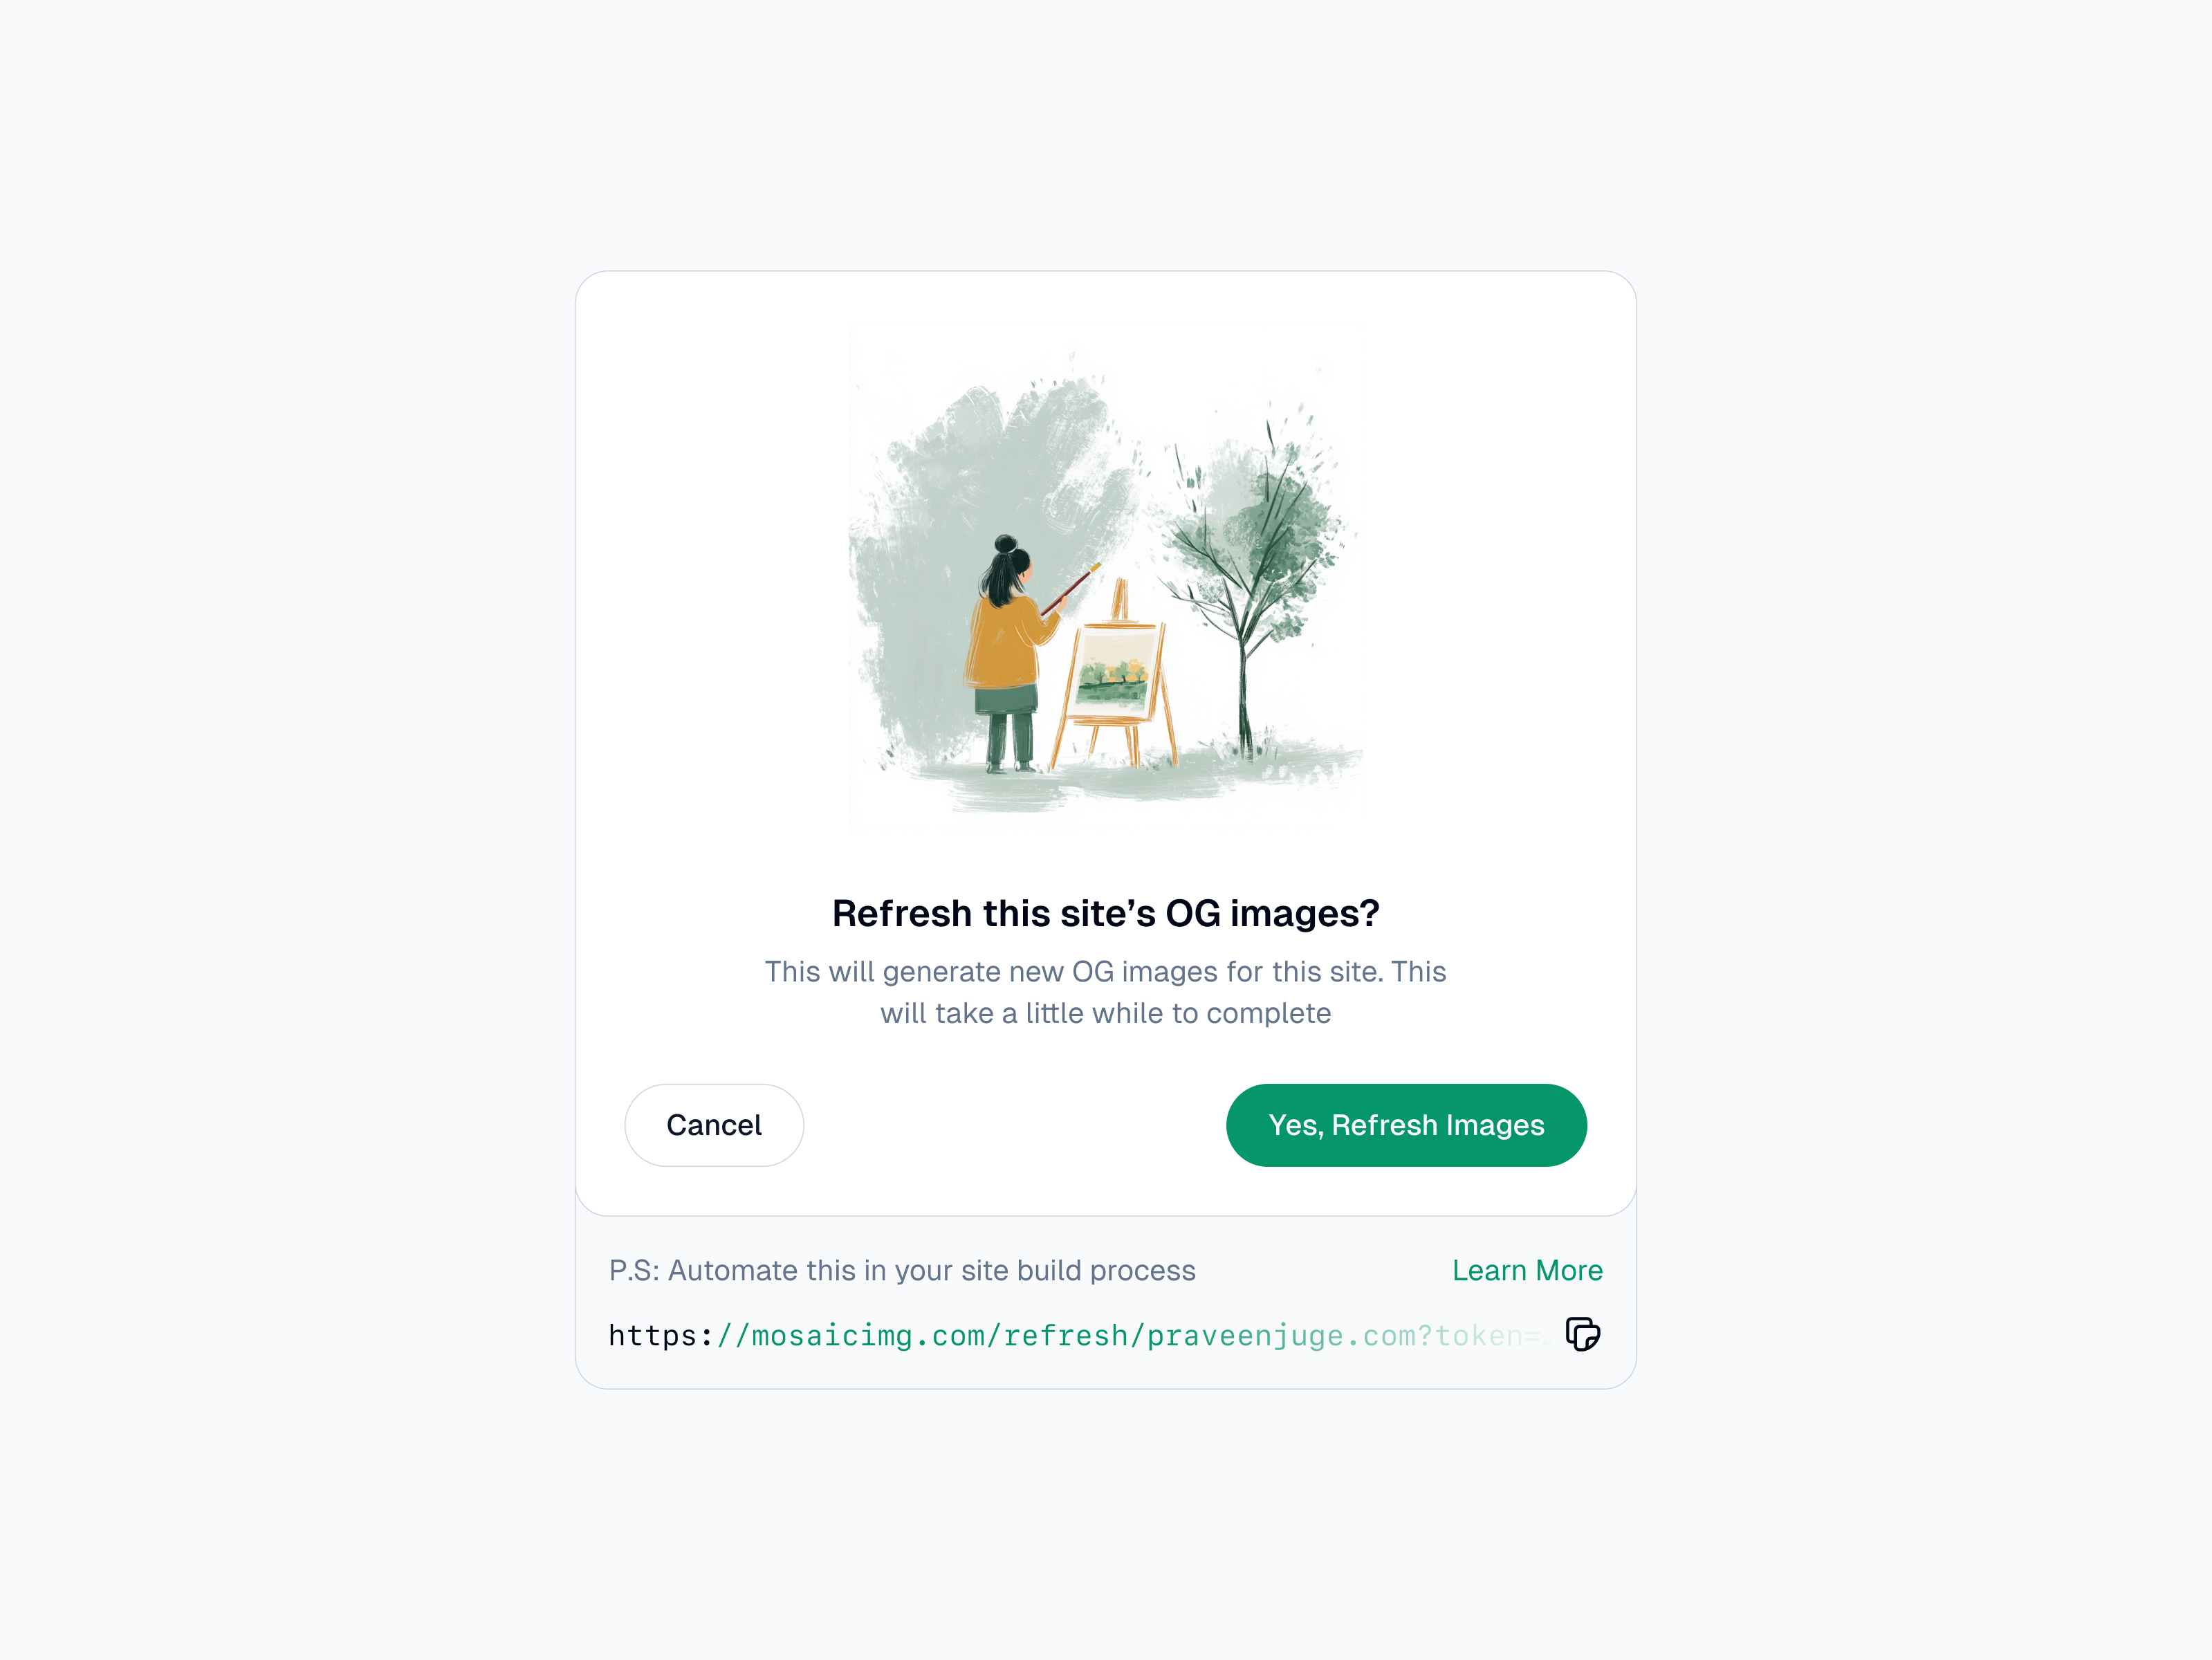 Refresh this site’s OG images?
This will generate new OG images for this site. This
will take a little while to complete
Cancel
Yes, Refresh Images
P.S: Automate this in your site build process
Learn More
https://mosaicimg.com/refresh/praveenjuge.com?token=…